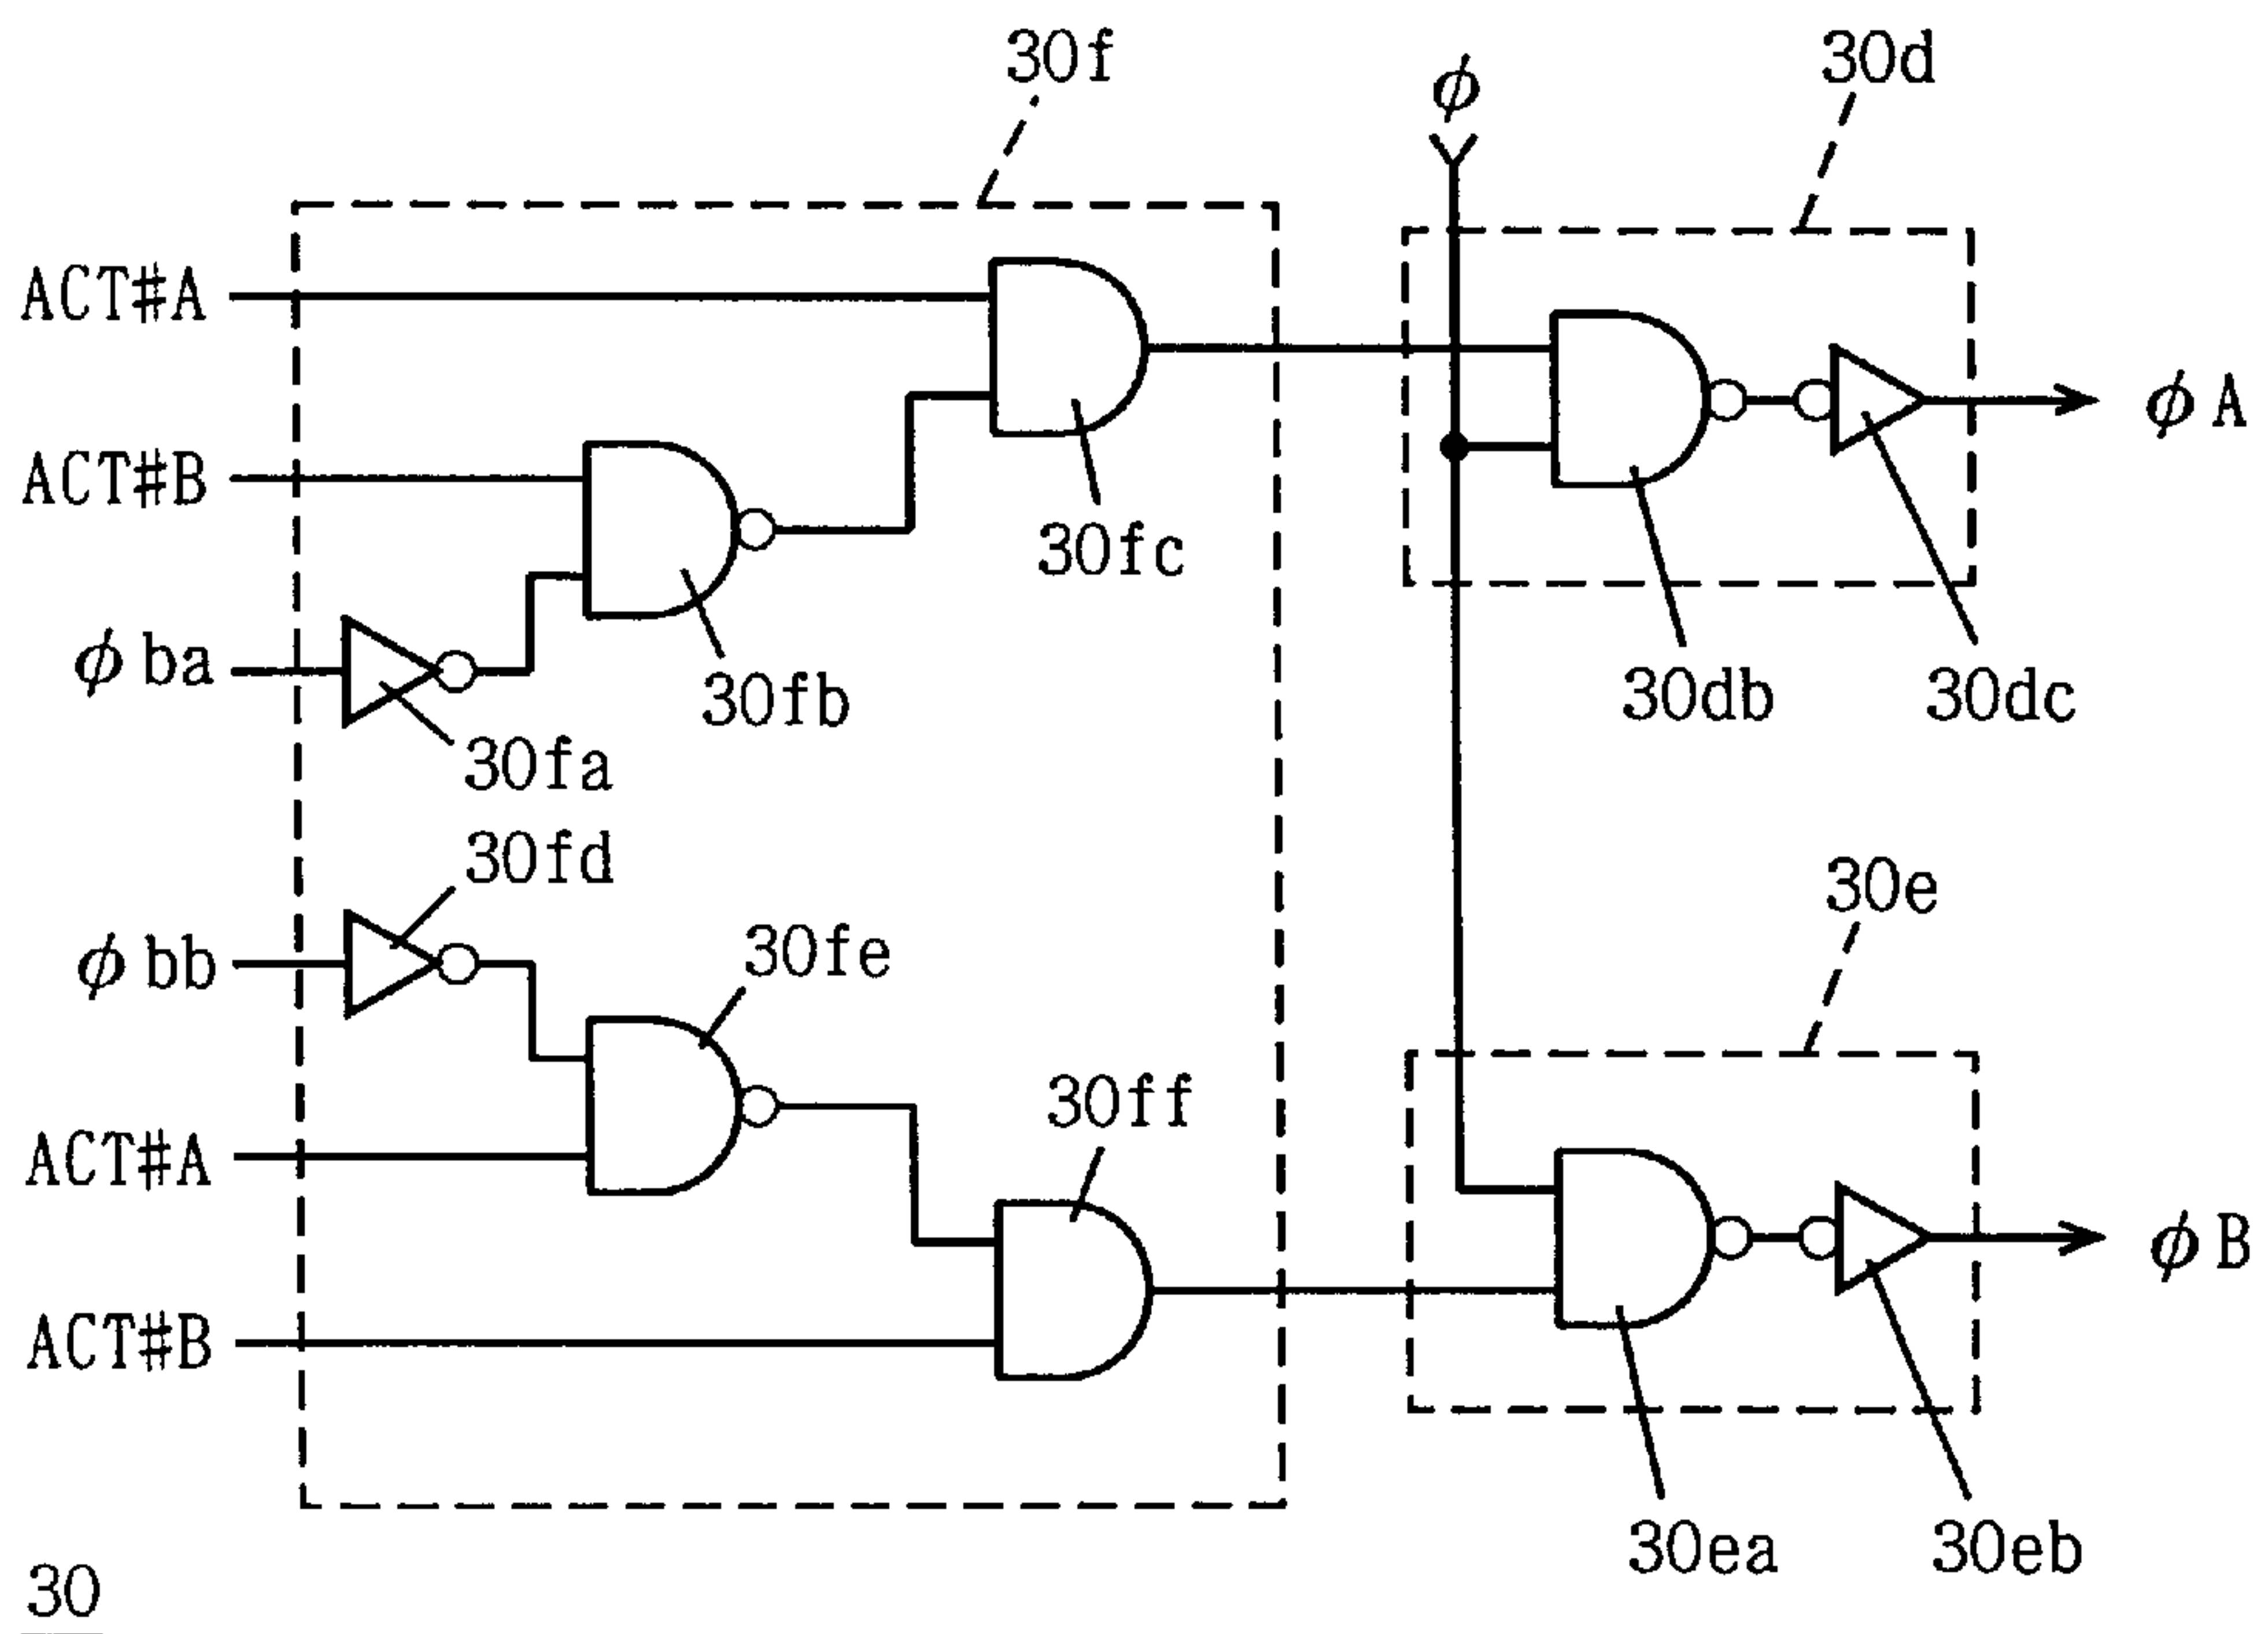 30f
30d
ϕ
ACT#A
30fc
ϕA
ACT#B
ϕba
30fb
30db
30dc
30fa
30fd
30e
ϕbb
30fe
30ff
ACT#A
ϕB
ACT#B
30ea
30eb
30